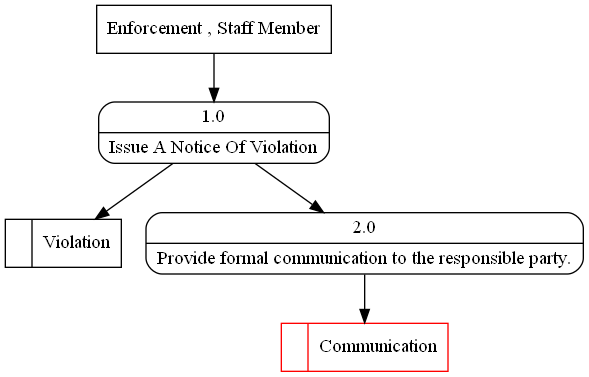 Enforcement , Staff Member
1.0
Issue A Notice Of Violation
Violation
2.0
Provide formal communication to the responsible party.
Communication